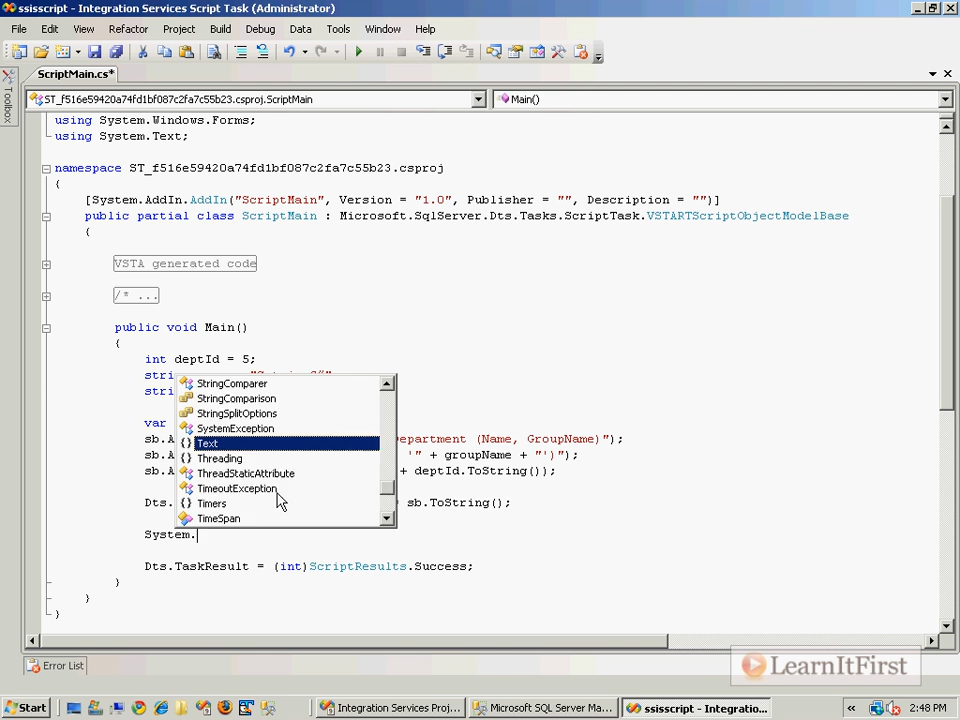 ssisscript - Integration Services Script Task (Administrator)
File Edit View Refactor Project Build Debug Data Tools Window Help
ScriptMain.cs*
Toolbox
ST_f516e59420a74fd1bf087c2fa7c55b23.csproj.ScriptMain Main()
using System.Windows.Forms;
using System.Text;
namespace ST_f516e59420a74fd1bf087c2fa7c55b23.csproj
{
[System.AddIn.AddIn("ScriptMain", Version = "1.0", Publisher = "", Description = "")]
public partial class ScriptMain : Microsoft.SqlServer.Dts.Tasks.ScriptTask.VSTARTScriptObjectModelBase
{
VSTA generated code
/* ...
public void Main()
{
int deptId = 5;
stri
StringComparer
stri
StringComparison
StringSplitOptions
var
SystemException
sb.A epartment (Name, GroupName)");
{} Text
sb.A '" + groupName + "')");
{} Threading
sb.A + deptId.ToString());
ThreadStaticAttribute
TimeoutException
Dts. sb.ToString();
{} Timers
TimeSpan
System.
Dts.TaskResult = (int)ScriptResults.Success;
}
}
}
Error List
LearnItFirst
Start Integration Services Proj... Microsoft SQL Server Ma... ssisscript - Integratio... « 2:48 PM